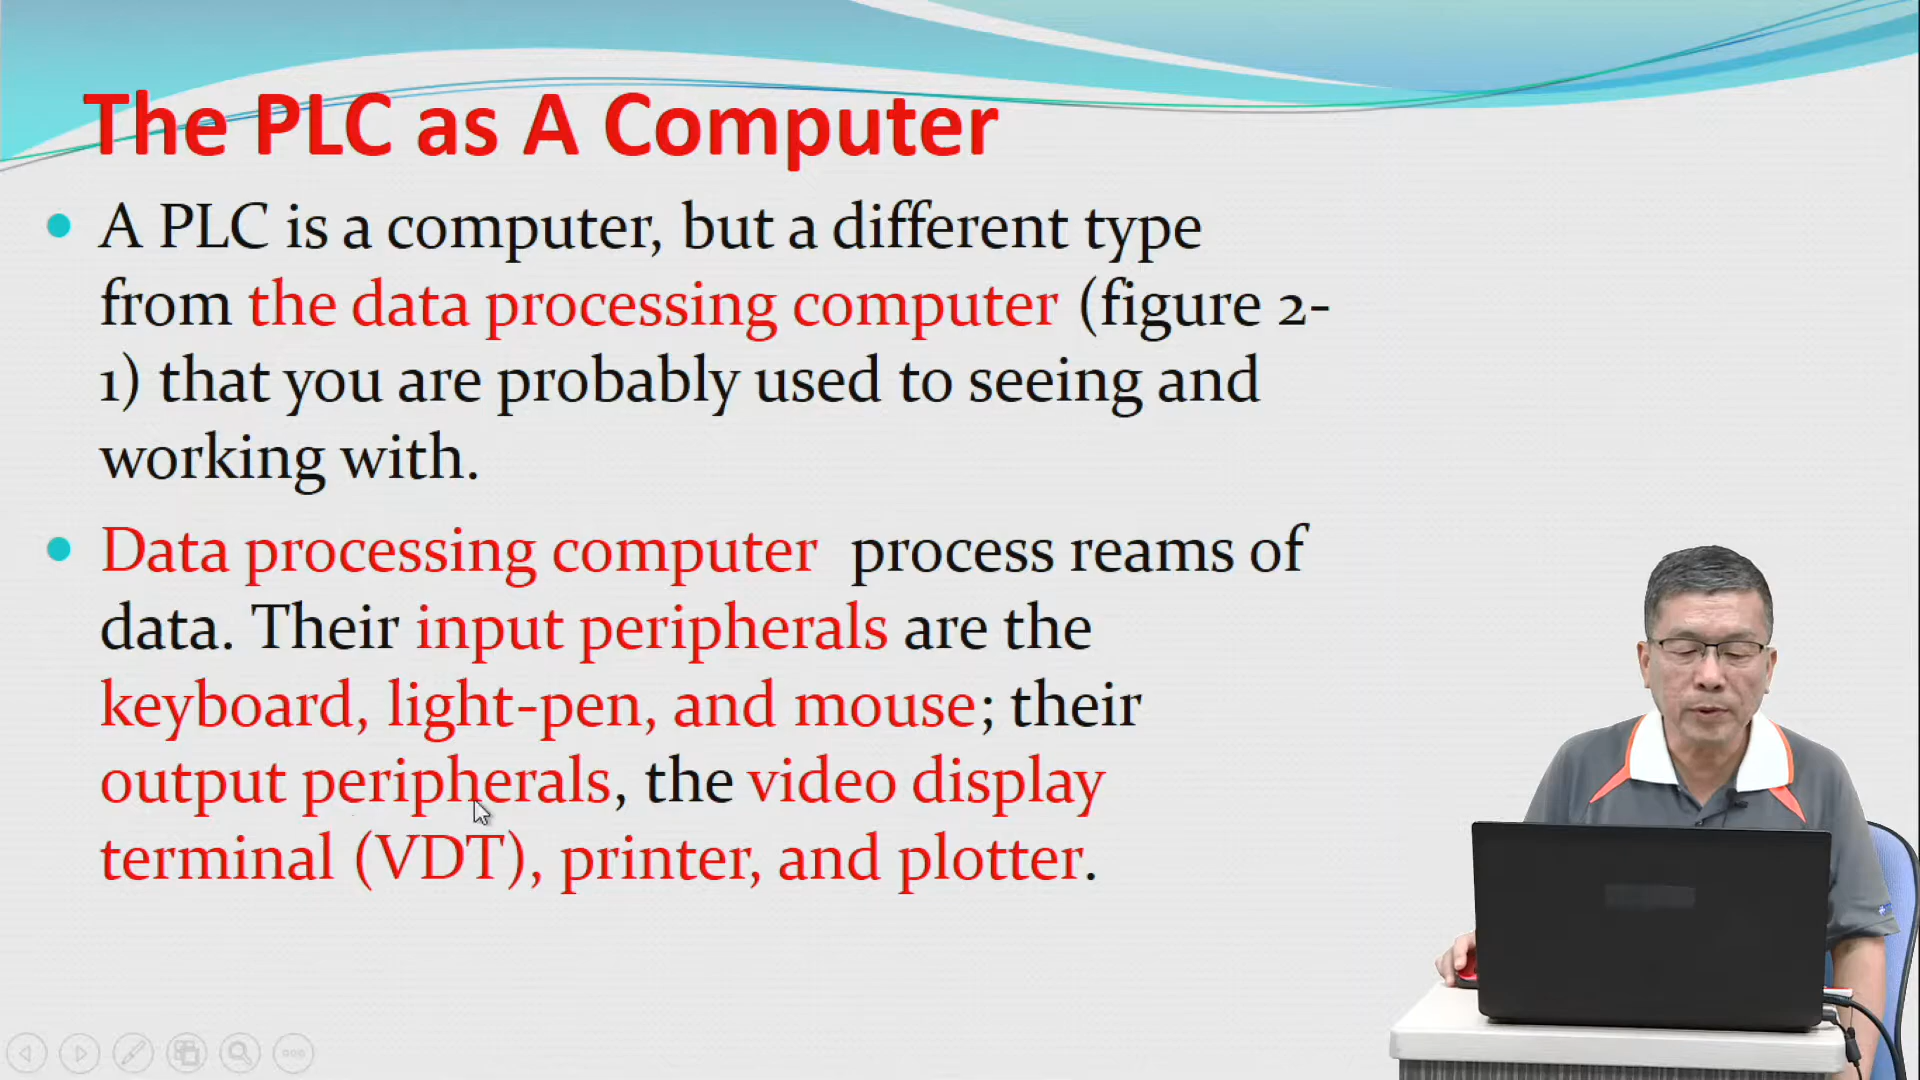 The PLC as A Computer
A PLC is a computer, but a different type
from the data processing computer (figure 2-
1) that you are probably used to seeing and
working with.
Data processing computer process reams of
data. Their input peripherals are the
keyboard, light-pen, and mouse; their
output peripherals, the video display
terminal (VDT), printer, and plotter.